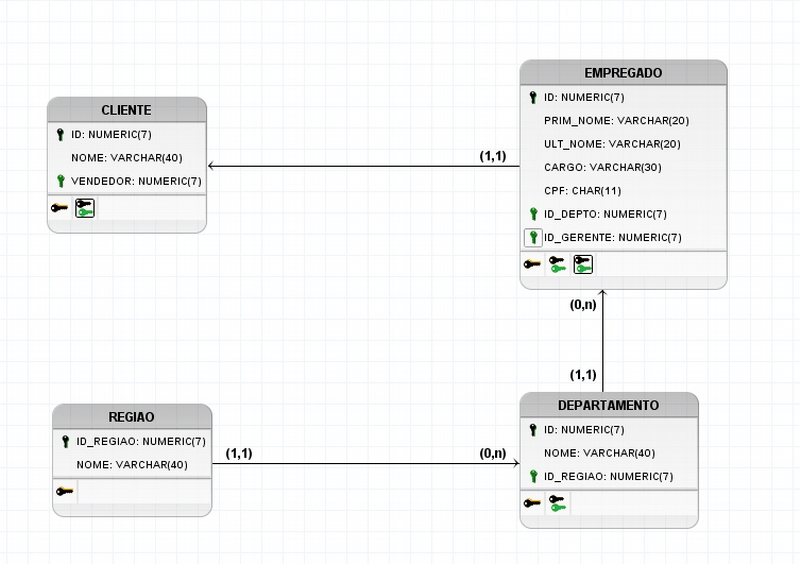 CLIENTE
ID: NUMERIC(7)
NOME: VARCHAR(40)
VENDEDOR: NUMERIC(7)
(1,1)
EMPREGADO
ID: NUMERIC(7)
PRIM_NOME: VARCHAR(20)
ULT_NOME: VARCHAR(20)
CARGO: VARCHAR(30)
CPF: CHAR(11)
ID_DEPTO: NUMERIC(7)
ID_GERENTE: NUMERIC(7)
(0,n)
(1,1)
REGIAO
ID_REGIAO: NUMERIC(7)
NOME: VARCHAR(40)
(1,1)
(0,n)
DEPARTAMENTO
ID: NUMERIC(7)
NOME: VARCHAR(40)
ID_REGIAO: NUMERIC(7)